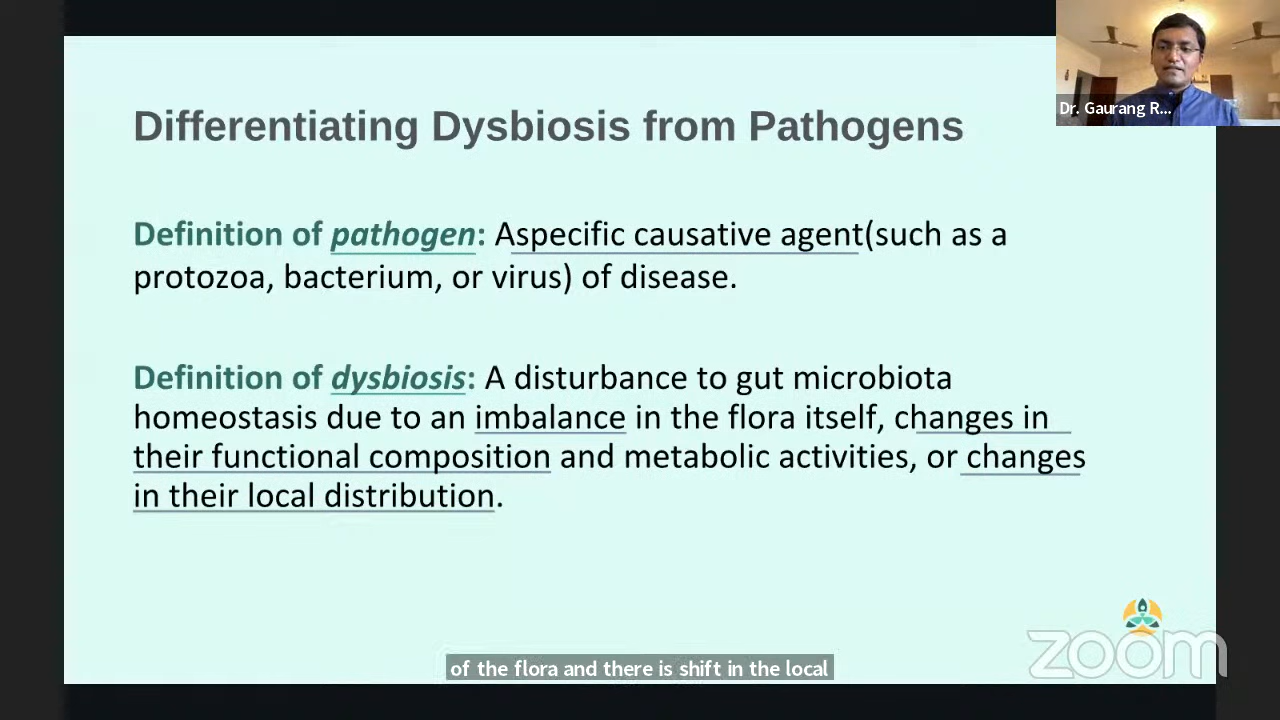 Differentiating Dysbiosis from Pathogens
Dr. Gaurang R...
Definition of pathogen: Aspecific causative agent(such as a
protozoa, bacterium, or virus) of disease.
Definition of dysbiosis: A disturbance to gut microbiota
homeostasis due to an imbalance in the flora itself, changes in
their functional composition and metabolic activities, or changes
in their local distribution.
zoom
of the flora and there is shift in the local